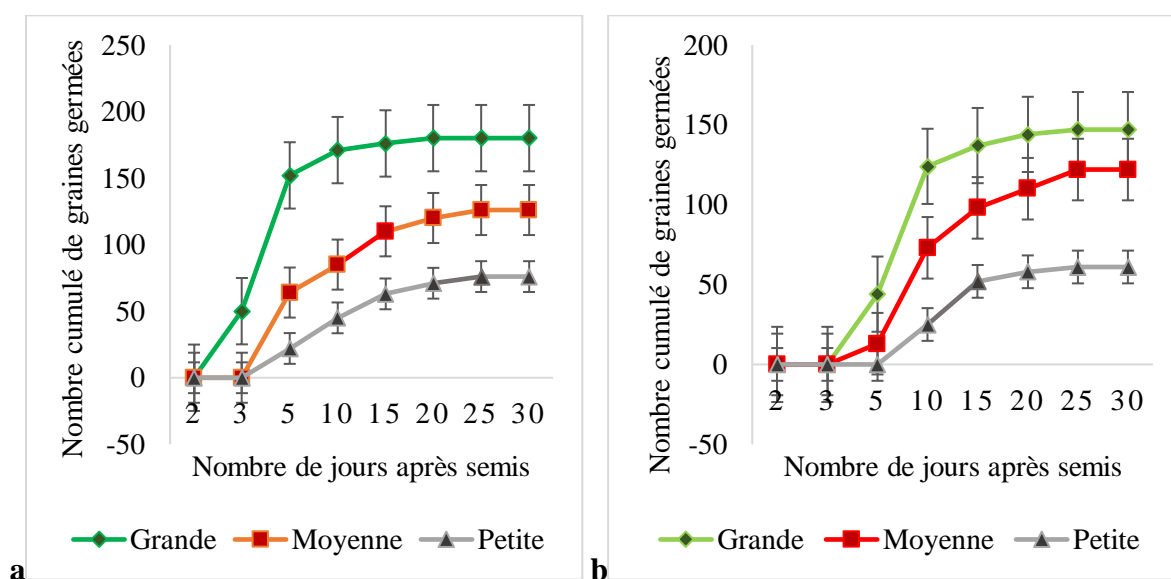 Nombre cumulé de graines germées
250
200
150
100
50
0
-50
2 3 5 10 15 20 25 30
Nombre de jours après semis
Grande Moyenne Petite
a
Nombre cumulé de graines germées
200
150
100
50
0
-50
2 3 5 10 15 20 25 30
Nombre de jours après semis
Grande Moyenne Petite
b